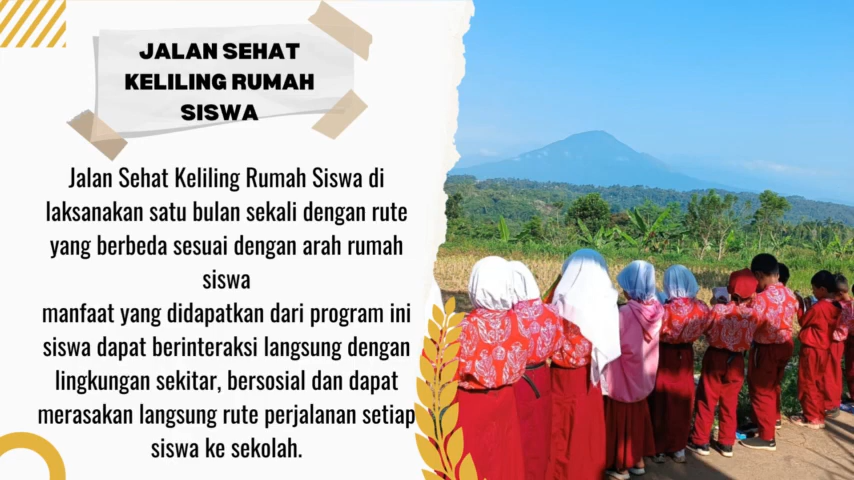 JALAN SEHAT
KELILING RUMAH
SISWA
Jalan Sehat Keliling Rumah Siswa di
laksanakan satu bulan sekali dengan rute
yang berbeda sesuai dengan arah rumah
siswa
manfaat yang didapatkan dari program ini
siswa dapat berinteraksi langsung dengan
lingkungan sekitar, bersosial dan dapat
merasakan langsung rute perjalanan setiap
siswa ke sekolah.